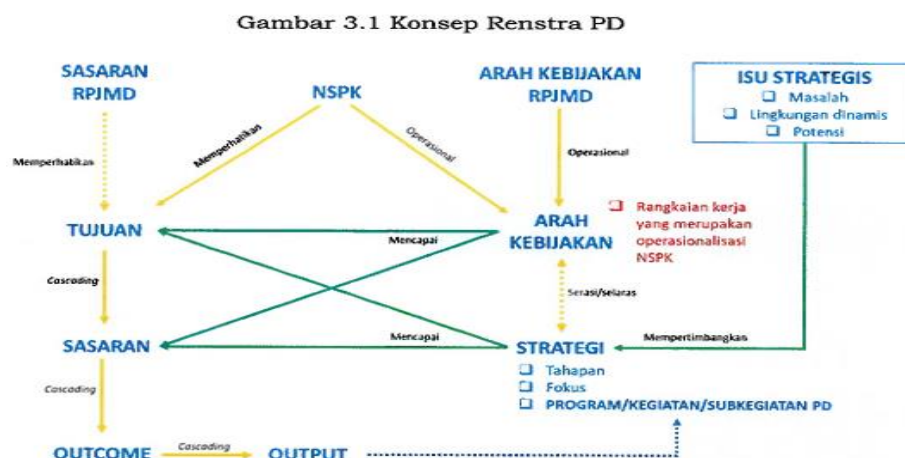 Gambar 3.1 Konsep Renstra PD
SASARAN
RPJMD
NSPK
ARAH KEBIJAKAN
RPJMD
ISU STRATEGIS
❑ Masalah
❑ Lingkungan dinamis
❑ Potensi
Memperhatikan
Memperhatikan
Operasional
Operasional
TUJUAN
Mencapai
ARAH
KEBIJAKAN
❑ Rangkaian kerja
yang merupakan
operasionalisasi
NSPK
Cascading
Serasi/selaras
SASARAN
Mencapai
STRATEGI
Mempertimbangkan
❑ Tahapan
❑ Fokus
❑ PROGRAM/KEGIATAN/SUBKEGIATAN PD
Cascading
OUTCOME
Cascading
OUTPUT